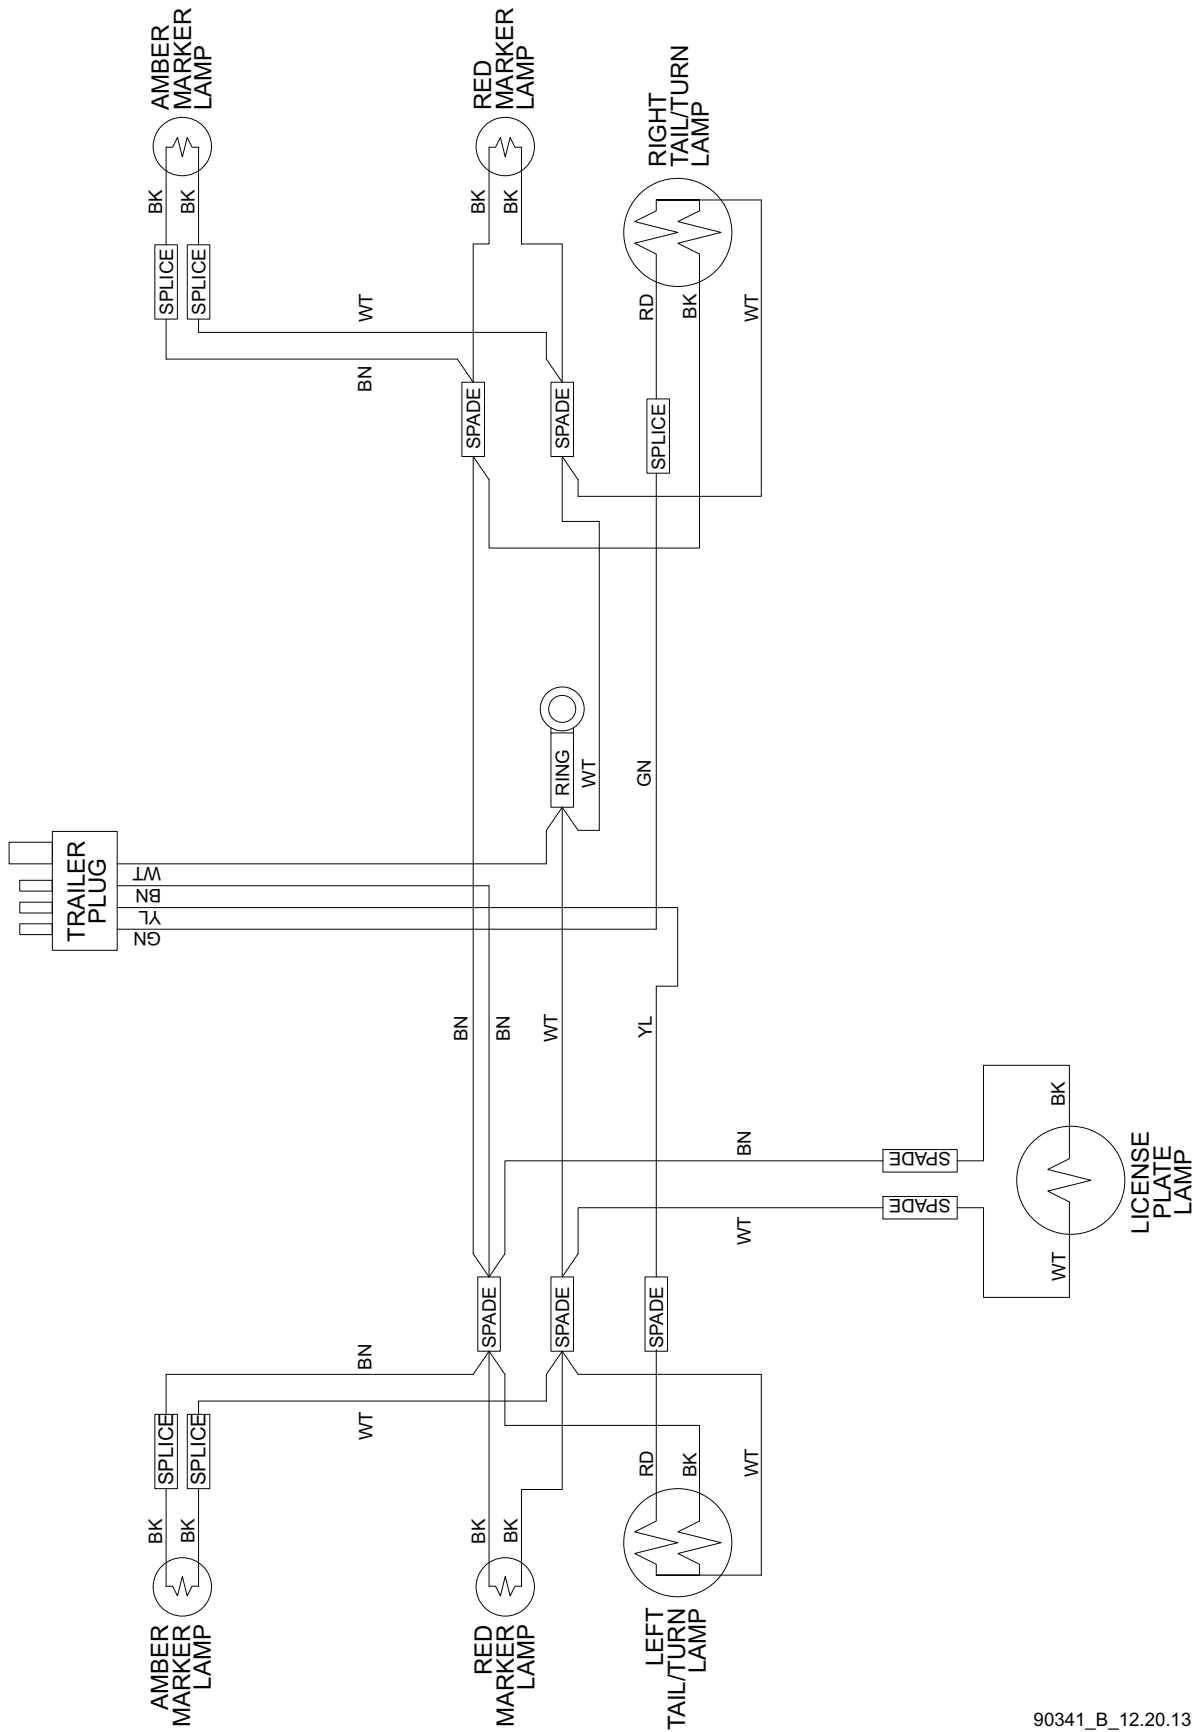 AMBER
MARKER
LAMP
RED
MARKER
LAMP
RIGHT
TAIL/TURN
LAMP
BK
BK
BK
BK
SPLICE
SPLICE
RD
BK
WT
WT
BN
SPADE
SPADE
SPLICE
RING
WT
GN
TRAILER
PLUG
WT
BN
YL
GN
BN
BN
WT
YL
BK
BN
SPADE
SPADE
LICENSE
PLATE
LAMP
WT
WT
SPADE
SPADE
SPADE
BN
WT
SPLICE
SPLICE
RD
BK
WT
BK
BK
BK
BK
AMBER
MARKER
LAMP
RED
MARKER
LAMP
LEFT
TAIL/TURN
LAMP
90341_B_12.20.13